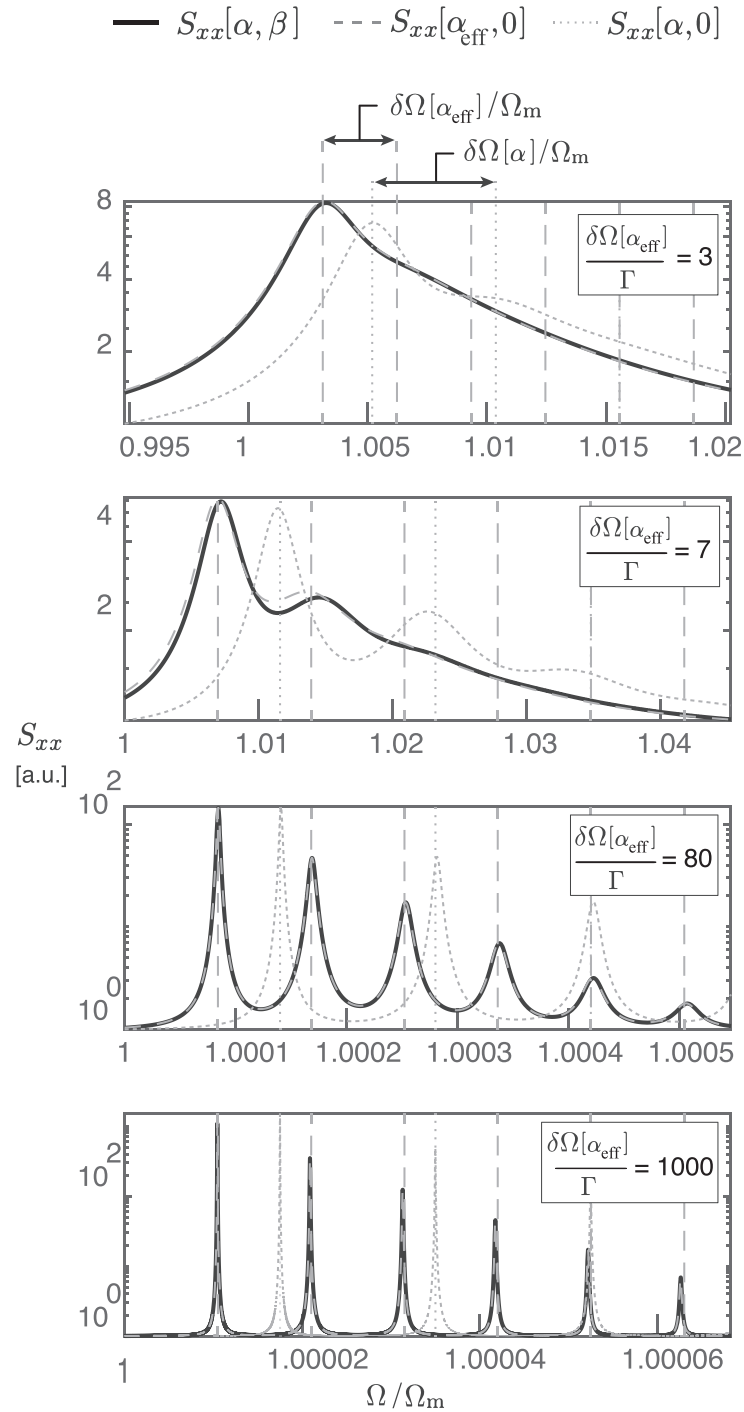 S_xx[α, β] S_xx[α_eff, 0] S_xx[α, 0]
δΩ[α_eff]/Ω_m
δΩ[α]/Ω_m
8
4
2
δΩ[α_eff]
Γ
= 3
0.995 1 1.005 1.01 1.015 1.02
4
2
δΩ[α_eff]
Γ
= 7
1 1.01 1.02 1.03 1.04
S_xx
[a.u.]
10^2
10^0
δΩ[α_eff]
Γ
= 80
1 1.0001 1.0002 1.0003 1.0004 1.0005
10^2
10^0
δΩ[α_eff]
Γ
= 1000
1 1.00002 1.00004 1.00006
Ω/Ω_m